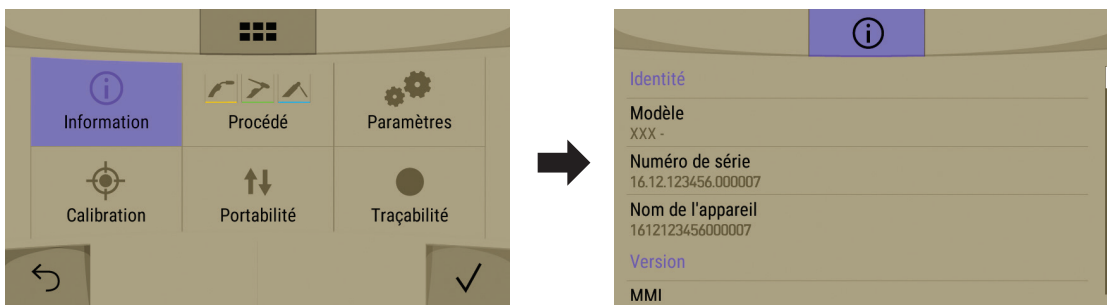 Information
Procédé
Paramètres
Calibration
Portabilité
Traçabilité
Identité
Modèle
XXX -
Numéro de série
16.12.123456.000007
Nom de l'appareil
1612123456000007
Version
MMI